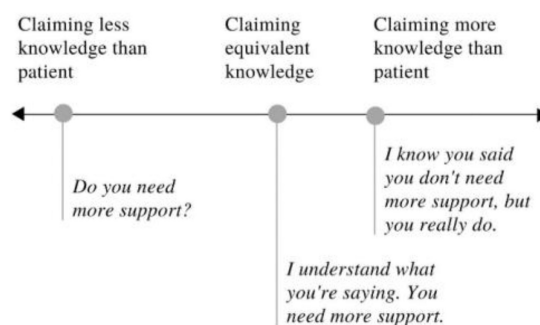 Claiming less
knowledge than
patient
Claiming
equivalent
knowledge
Claiming more
knowledge than
patient
Do you need
more support?
I know you said
you don't need
more support, but
you really do.
I understand what
you're saying. You
need more support.